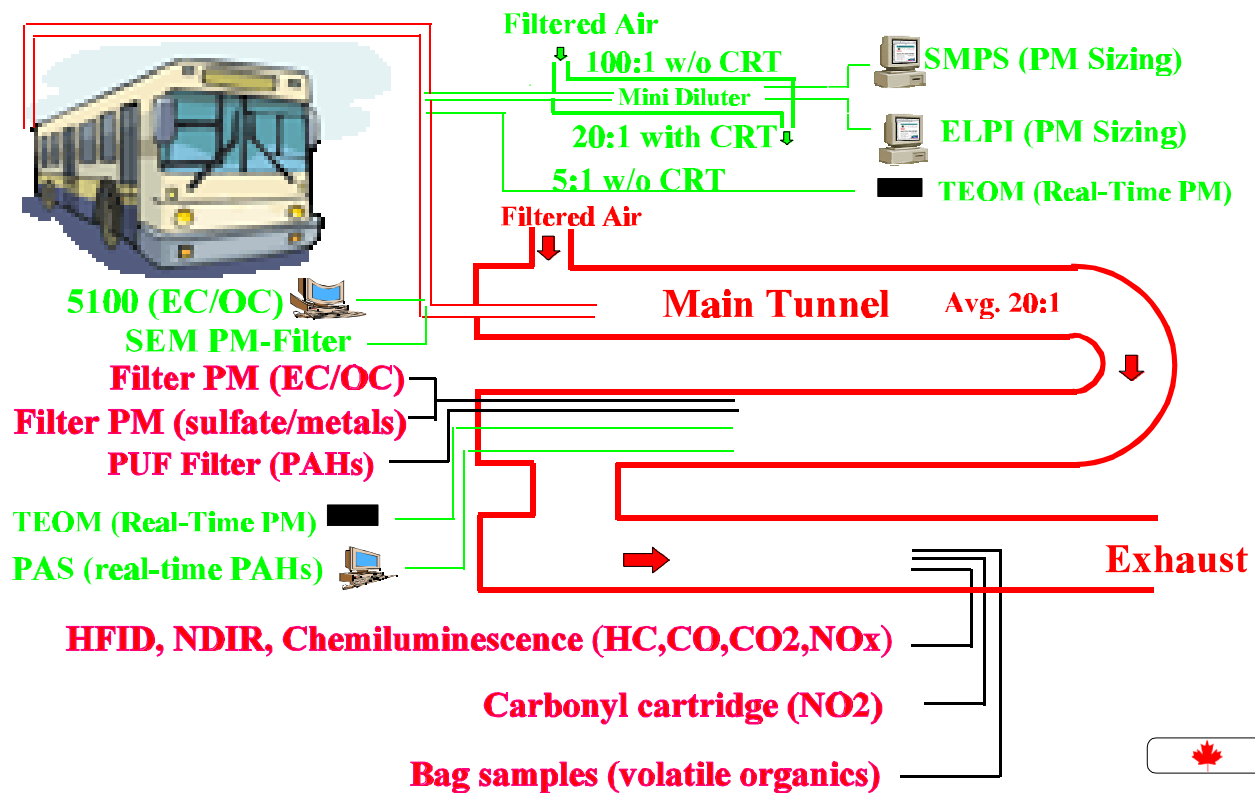 Filtered Air
100:1 w/o CRT
SMPS (PM Sizing)
Mini Diluter
20:1 with CRT
ELPI (PM Sizing)
5:1 w/o CRT
TEOM (Real-Time PM)
Filtered Air
5100 (EC/OC)
Main Tunnel
Avg. 20:1
SEM PM-Filter
Filter PM (EC/OC)
Filter PM (sulfate/metals)
PUF Filter (PAHs)
TEOM (Real-Time PM)
PAS (real-time PAHs)
Exhaust
HFID, NDIR, Chemiluminescence (HC,CO,CO2,NOx)
Carbonyl cartridge (NO2)
Bag samples (volatile organics)